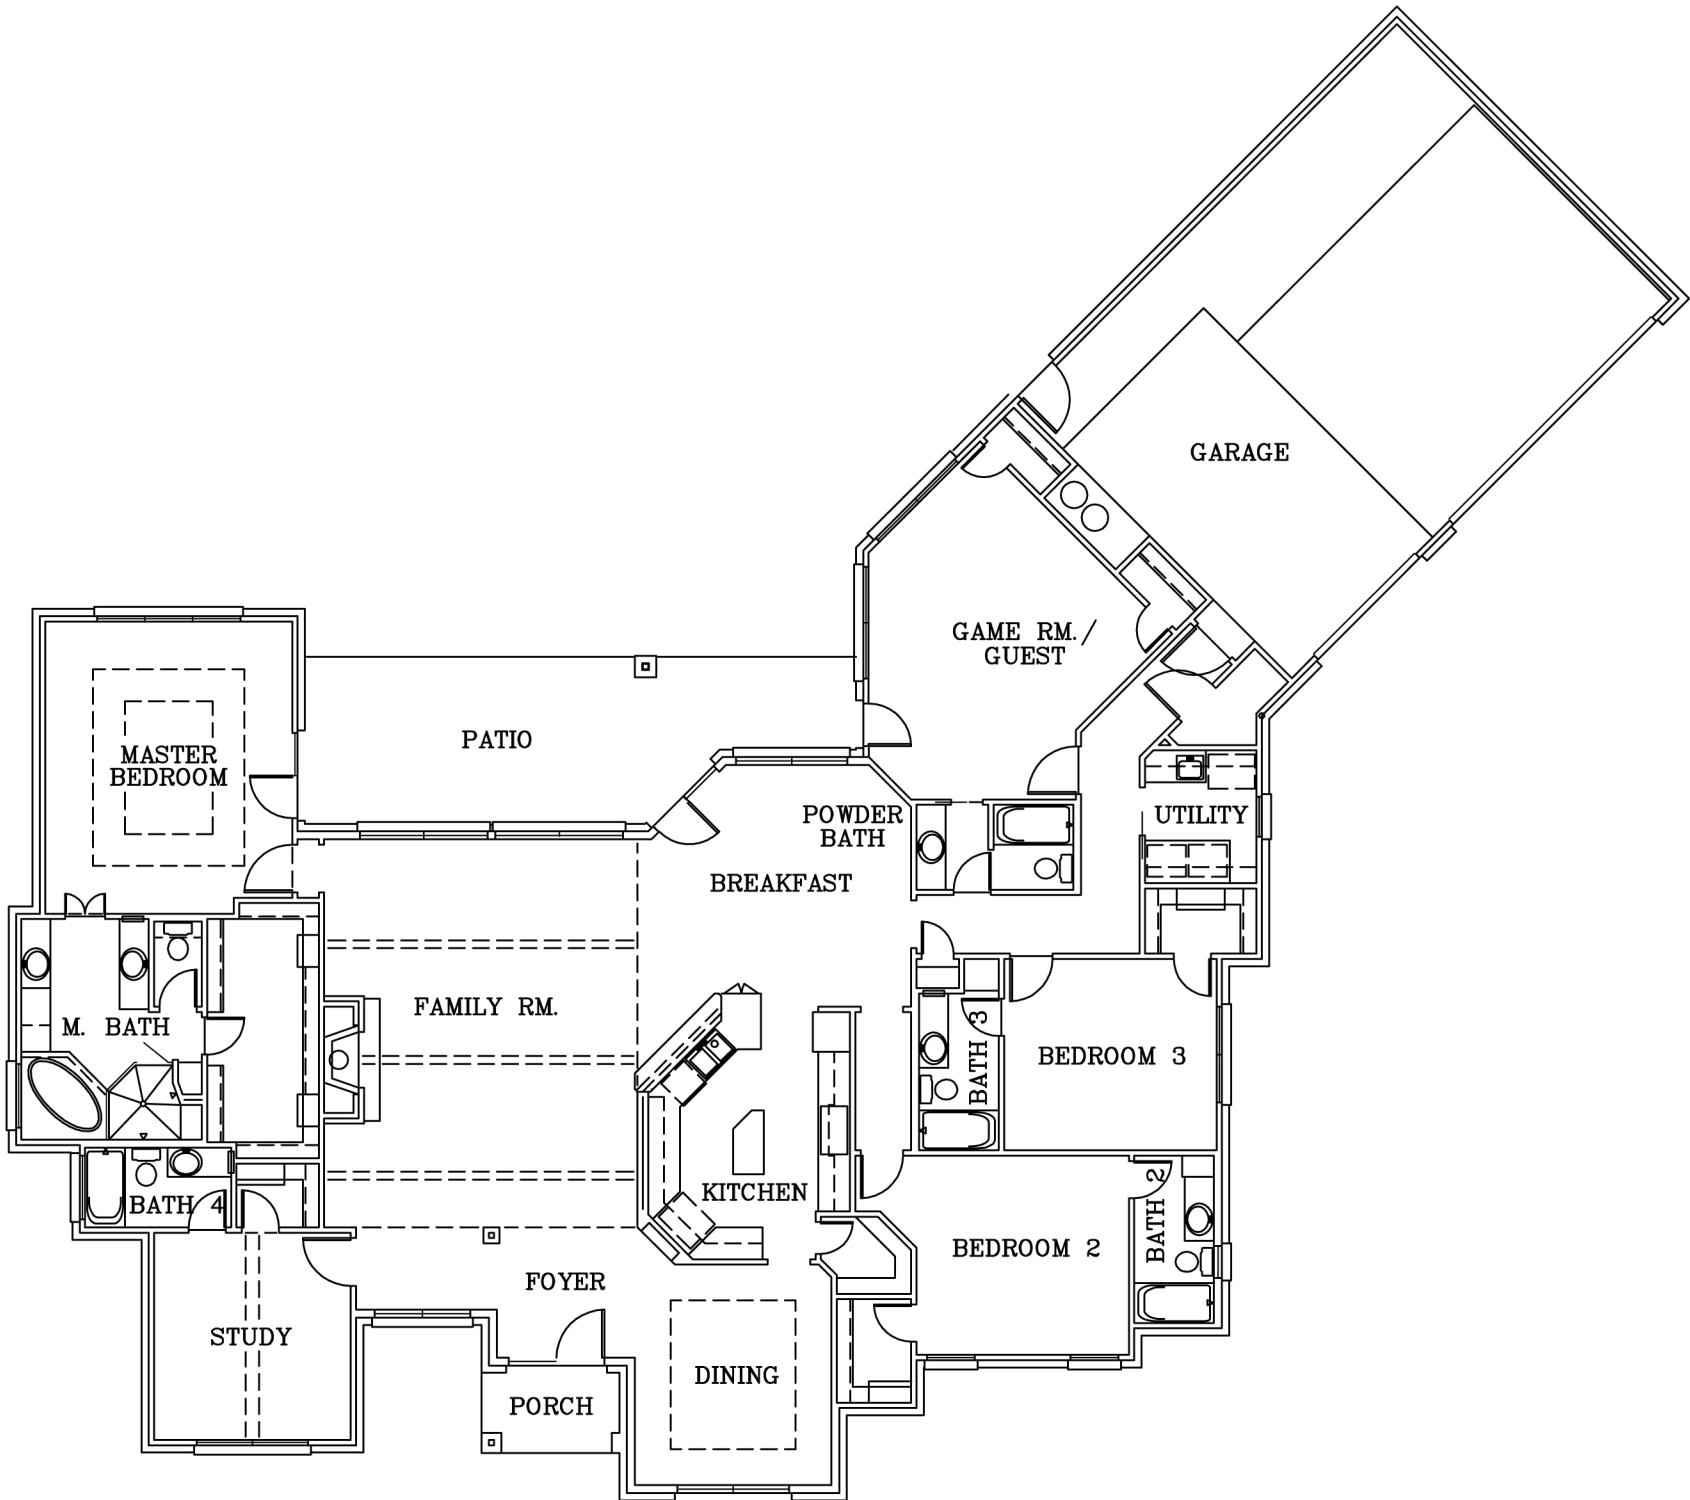 GARAGE
GAME RM./
GUEST
PATIO
MASTER
BEDROOM
POWDER
BATH
UTILITY
BREAKFAST
FAMILY RM.
M. BATH
BATH 3
BEDROOM 3
KITCHEN
BATH 4
BATH 2
BEDROOM 2
FOYER
STUDY
DINING
PORCH